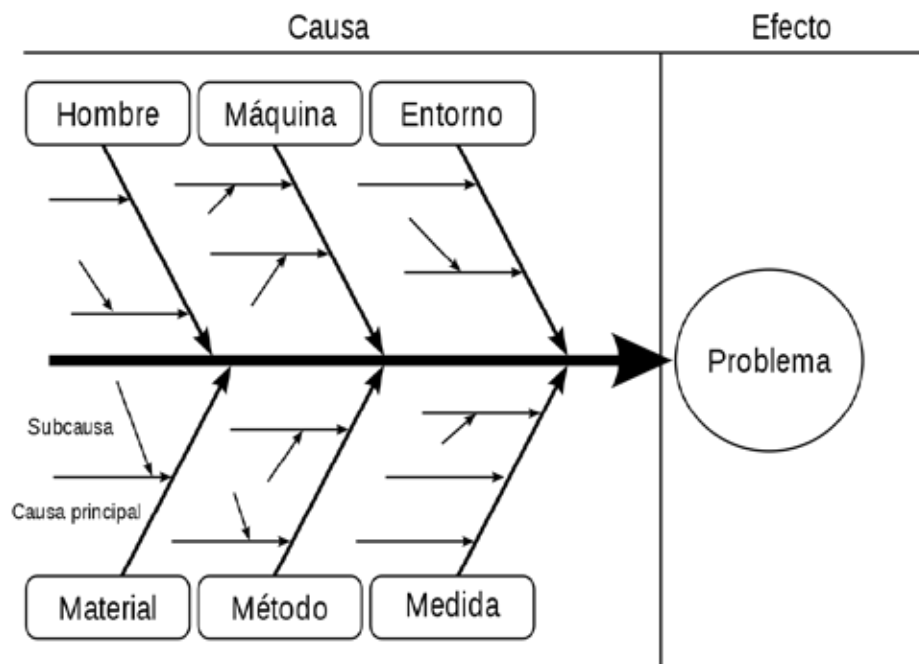 Causa
Efecto
Hombre
Máquina
Entorno
Problema
Subcausa
Causa principal
Material
Método
Medida